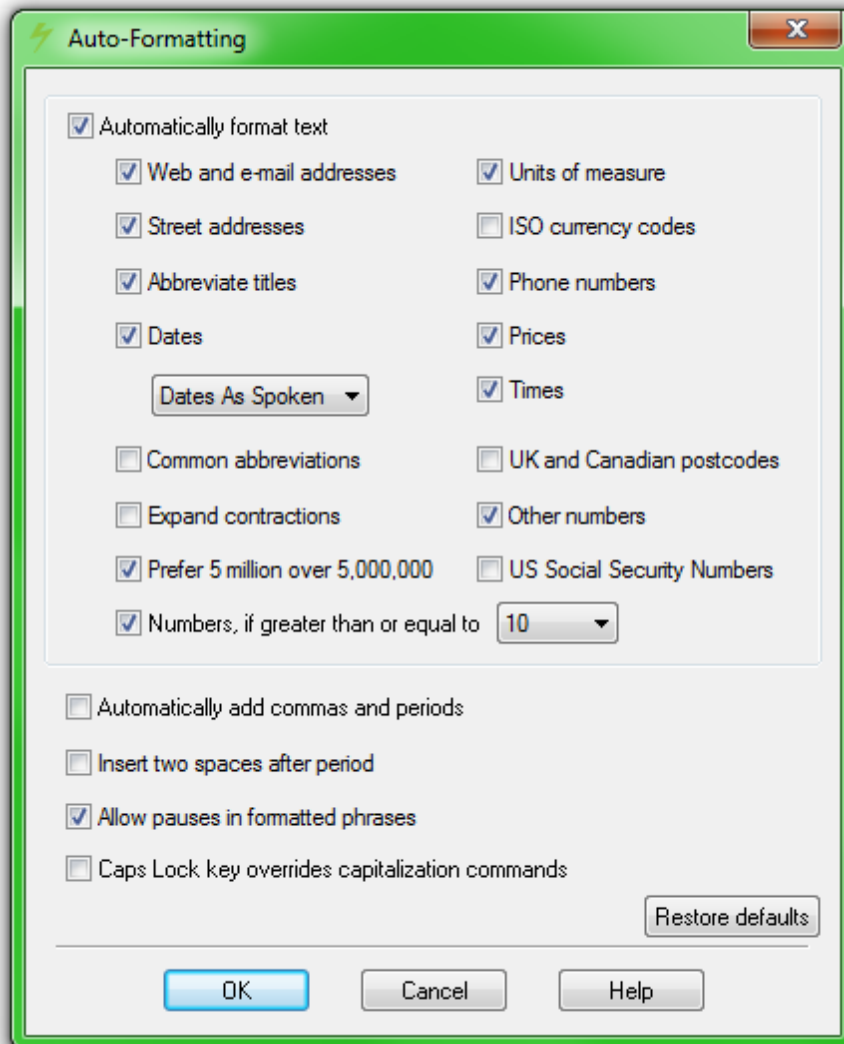 Auto-Formatting
Automatically format text
Web and e-mail addresses
Units of measure
Street addresses
ISO currency codes
Abbreviate titles
Phone numbers
Dates
Prices
Dates As Spoken
Times
Common abbreviations
UK and Canadian postcodes
Expand contractions
Other numbers
Prefer 5 million over 5,000,000
US Social Security Numbers
Numbers, if greater than or equal to 10
Automatically add commas and periods
Insert two spaces after period
Allow pauses in formatted phrases
Caps Lock key overrides capitalization commands
Restore defaults
OK Cancel Help